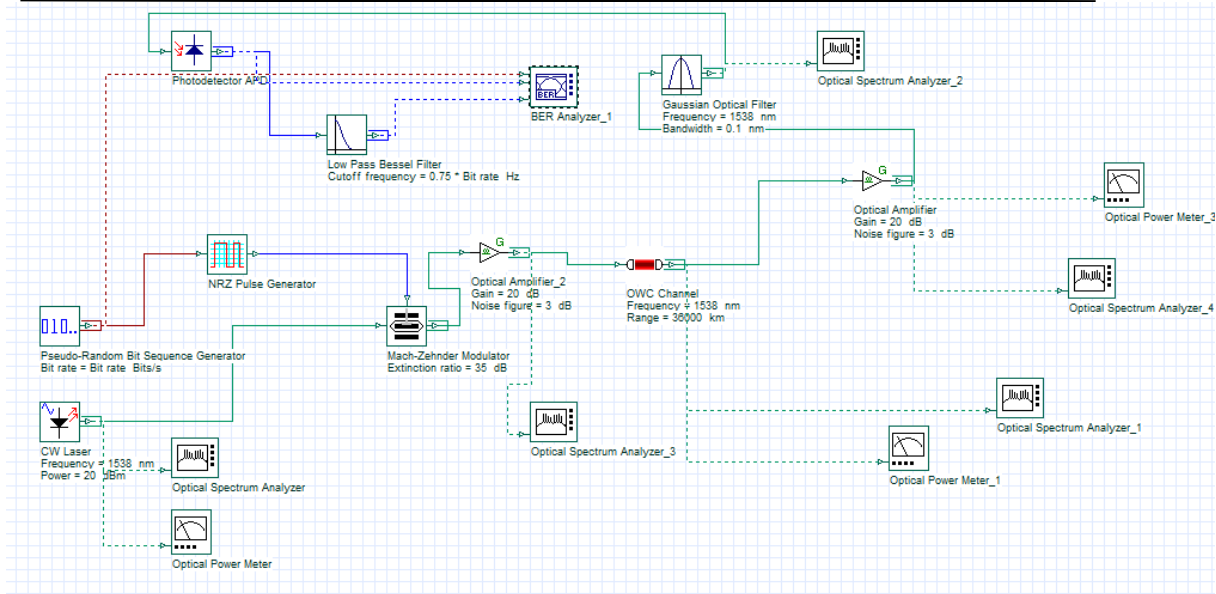 Photodetector APD
BER
BER Analyzer_1
Optical Spectrum Analyzer_2
Gaussian Optical Filter
Frequency = 1538 nm
Bandwidth = 0.1 nm
Low Pass Bessel Filter
Cutoff frequency = 0.75 * Bit rate Hz
G
Optical Amplifier
Gain = 20 dB
Noise figure = 3 dB
Optical Power Meter_3
NRZ Pulse Generator
G
Optical Amplifier_2
Gain = 20 dB
Noise figure = 3 dB
OWC Channel
Frequency = 1538 nm
Range = 36000 km
Optical Spectrum Analyzer_4
010..
Pseudo-Random Bit Sequence Generator
Bit rate = Bit rate Bits/s
Mach-Zehnder Modulator
Extinction ratio = 35 dB
CW Laser
Frequency = 1538 nm
Power = 20 dBm
Optical Spectrum Analyzer
Optical Spectrum Analyzer_3
Optical Spectrum Analyzer_1
Optical Power Meter_1
Optical Power Meter